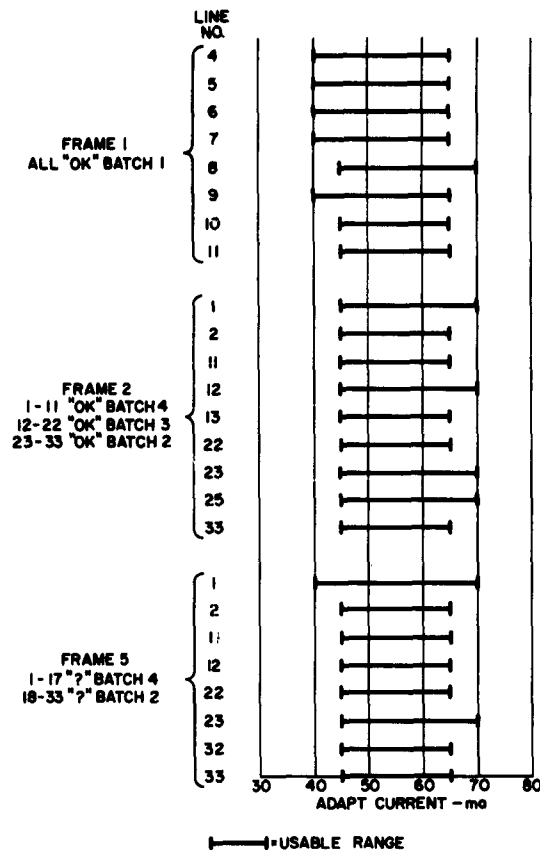 LINE
NO.
4
5
6
7
8
9
10
11
FRAME 1
ALL "OK" BATCH 1
1
2
11
12
13
22
23
25
33
FRAME 2
1-11 "OK" BATCH 4
12-22 "OK" BATCH 3
23-33 "OK" BATCH 2
1
2
11
12
22
23
32
33
FRAME 5
1-17 "?" BATCH 4
18-33 "?" BATCH 2
30 40 50 60 70 80
ADAPT CURRENT - ma
= USABLE RANGE